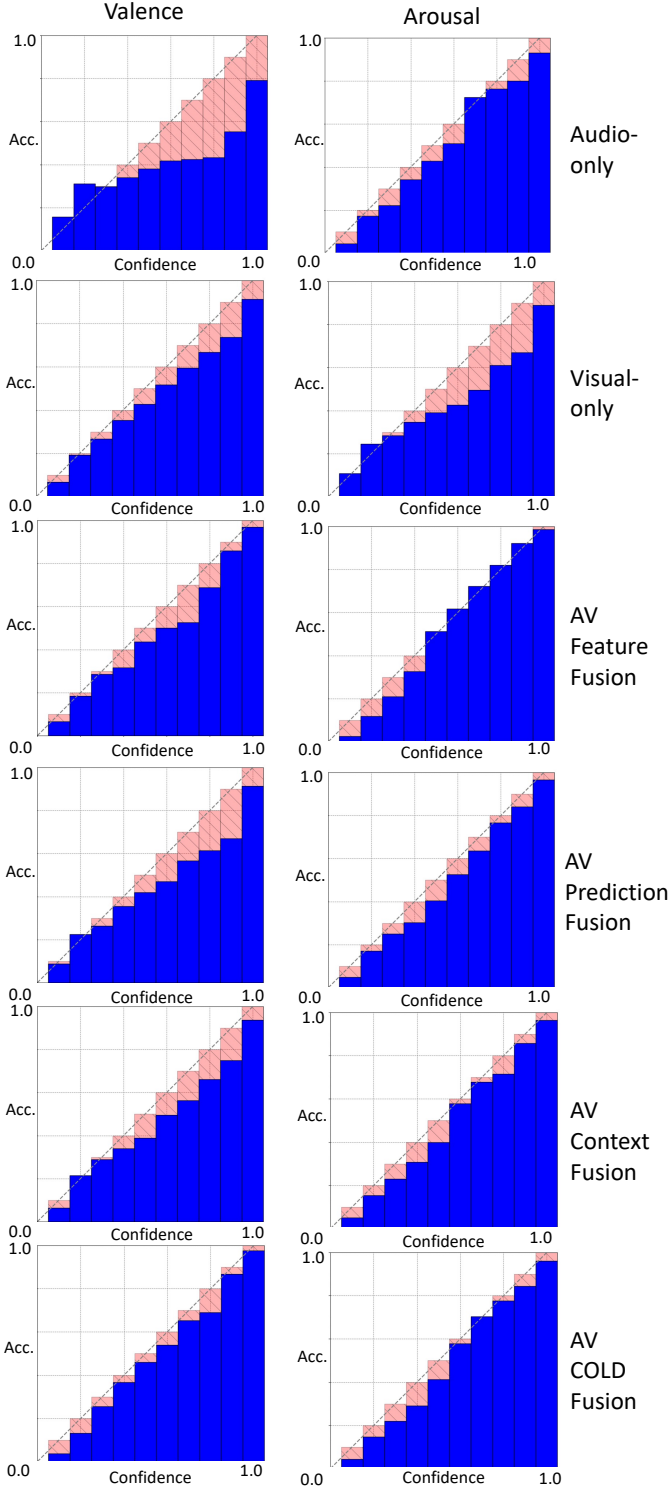 Valence
Arousal
1.0
Acc.
0.0
Confidence
1.0
1.0
Acc.
0.0
Confidence
1.0
Audio-
only
1.0
Acc.
0.0
Confidence
1.0
1.0
Acc.
0.0
Confidence
1.0
Visual-
only
1.0
Acc.
0.0
Confidence
1.0
1.0
Acc.
0.0
Confidence
1.0
AV
Feature
Fusion
1.0
Acc.
0.0
Confidence
1.0
1.0
Acc.
0.0
Confidence
1.0
AV
Prediction
Fusion
1.0
Acc.
0.0
Confidence
1.0
1.0
Acc.
0.0
Confidence
1.0
AV
Context
Fusion
1.0
Acc.
0.0
Confidence
1.0
1.0
Acc.
0.0
Confidence
1.0
AV
COLD
Fusion